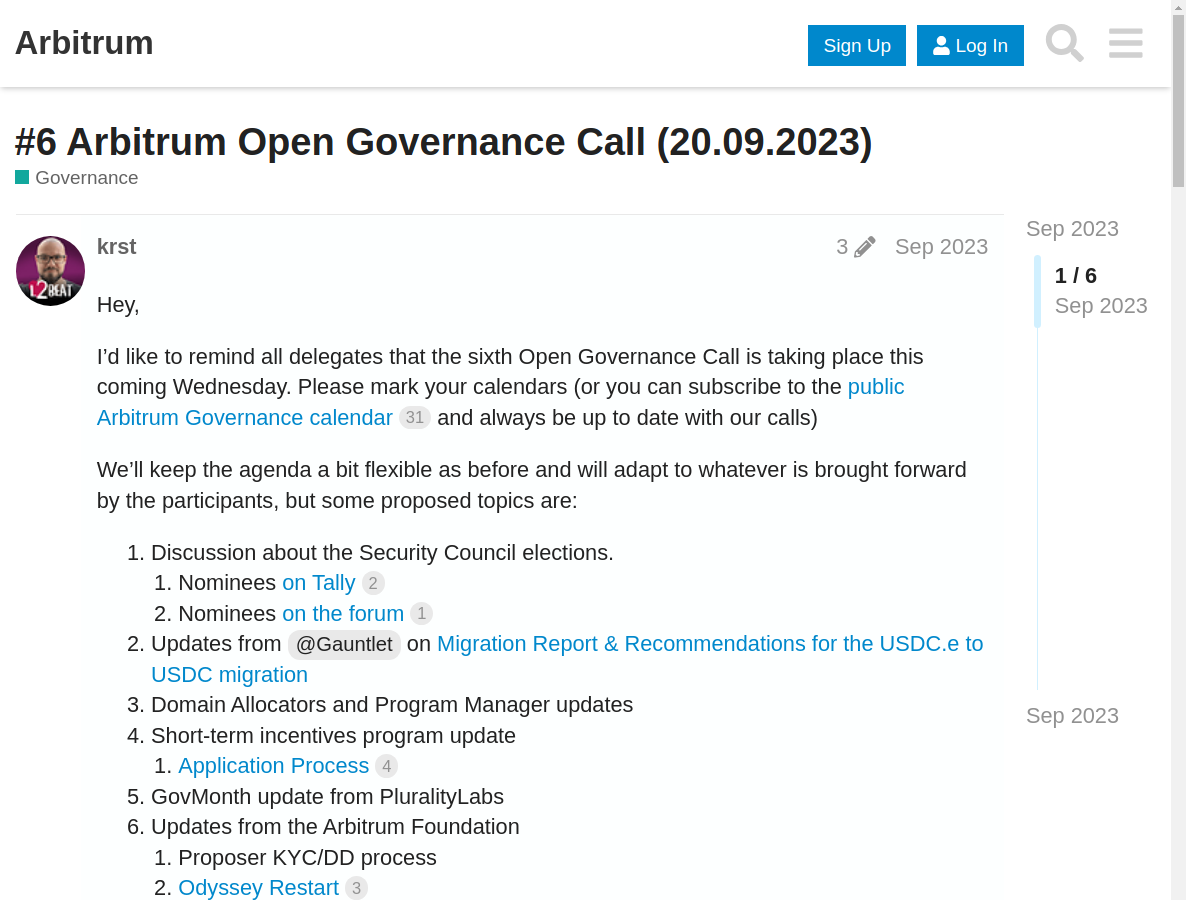 Arbitrum
Sign Up
Log In
#6 Arbitrum Open Governance Call (20.09.2023)
Governance
krst
3
Sep 2023
L2BEAT
Hey,
I’d like to remind all delegates that the sixth Open Governance Call is taking place this
coming Wednesday. Please mark your calendars (or you can subscribe to the public
Arbitrum Governance calendar 31 and always be up to date with our calls)
We’ll keep the agenda a bit flexible as before and will adapt to whatever is brought forward
by the participants, but some proposed topics are:
1. Discussion about the Security Council elections.
1. Nominees on Tally 2
2. Nominees on the forum 1
2. Updates from @Gauntlet on Migration Report & Recommendations for the USDC.e to
USDC migration
3. Domain Allocators and Program Manager updates
4. Short-term incentives program update
1. Application Process 4
5. GovMonth update from PluralityLabs
6. Updates from the Arbitrum Foundation
1. Proposer KYC/DD process
2. Odyssey Restart 3
Sep 2023
1 / 6
Sep 2023
Sep 2023